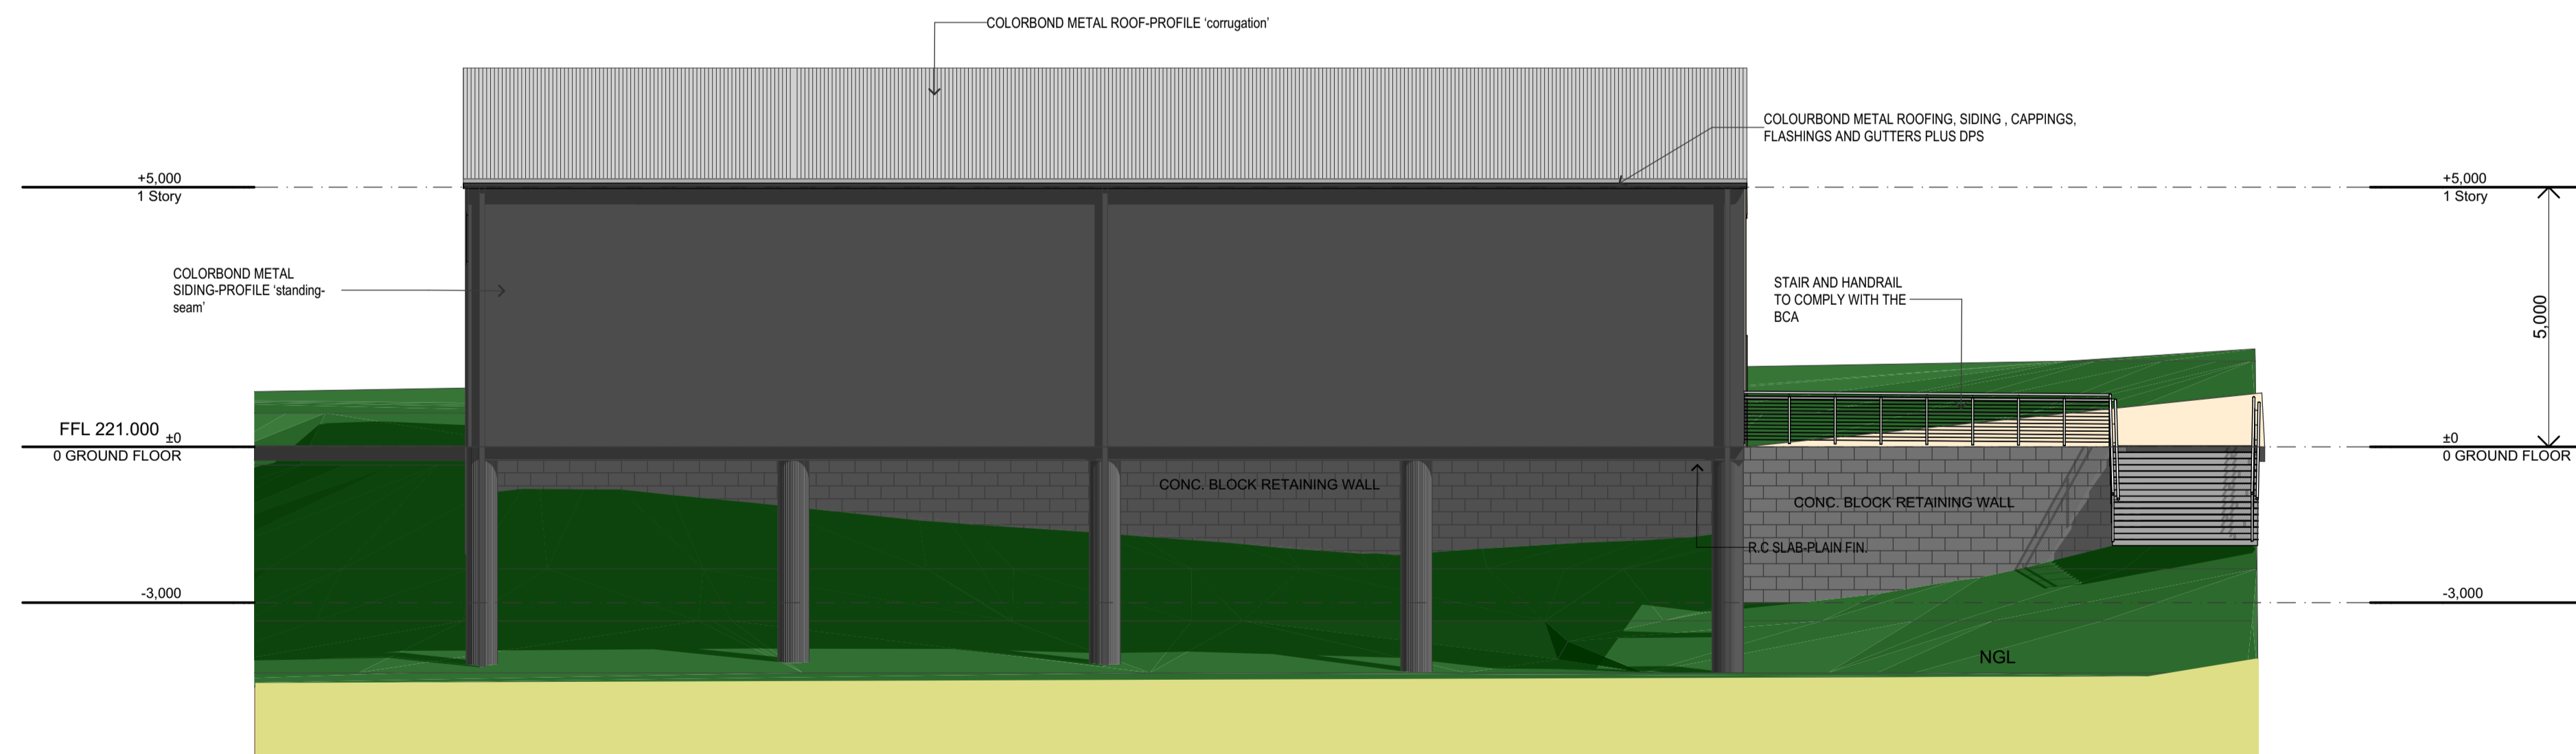 COLORBOND METAL ROOF-PROFILE ‘corrugation’
COLOURBOND METAL ROOFING, SIDING , CAPPINGS,
FLASHINGS AND GUTTERS PLUS DPS
+5,000
1 Story
+5,000
1 Story
COLORBOND METAL
SIDING-PROFILE ‘standing-
seam’
STAIR AND HANDRAIL
TO COMPLY WITH THE
BCA
5,000
FFL 221.000
±0
0 GROUND FLOOR
±0
0 GROUND FLOOR
CONC. BLOCK RETAINING WALL
CONC. BLOCK RETAINING WALL
R.C SLAB-PLAIN FIN.
-3,000
-3,000
NGL